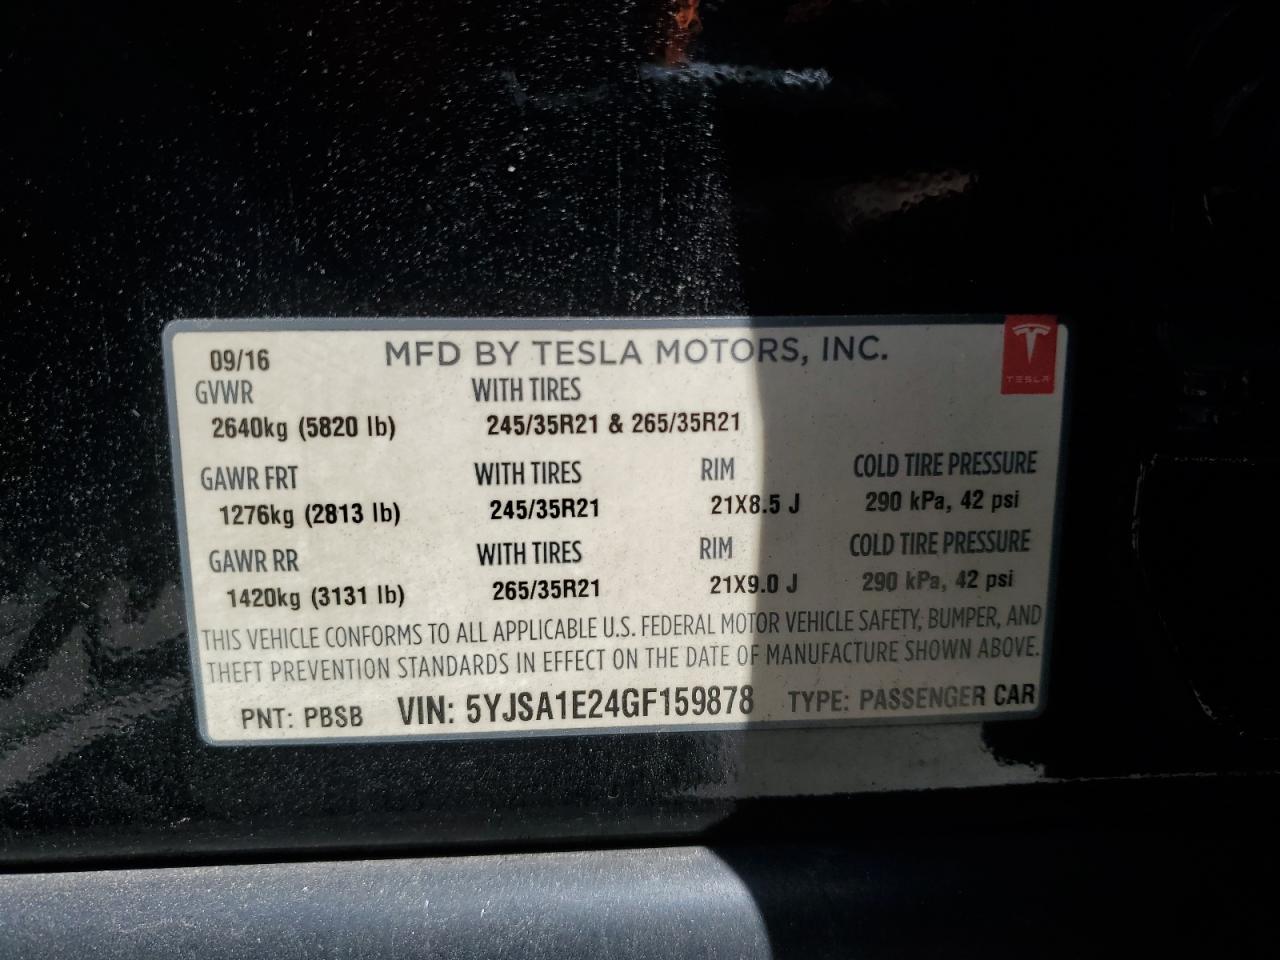 09/16 MFD BY TESLA MOTORS, INC.
TESLA
GVWR WITH TIRES
2640kg (5820 lb) 245/35R21 & 265/35R21
GAWR FRT WITH TIRES RIM COLD TIRE PRESSURE
1276kg (2813 lb) 245/35R21 21X8.5 J 290 kPa, 42 psi
GAWR RR WITH TIRES RIM COLD TIRE PRESSURE
1420kg (3131 lb) 265/35R21 21X9.0 J 290 kPa, 42 psi
THIS VEHICLE CONFORMS TO ALL APPLICABLE U.S. FEDERAL MOTOR VEHICLE SAFETY, BUMPER, AND
THEFT PREVENTION STANDARDS IN EFFECT ON THE DATE OF MANUFACTURE SHOWN ABOVE.
PNT: PBSB VIN: 5YJSA1E24GF159878 TYPE: PASSENGER CAR